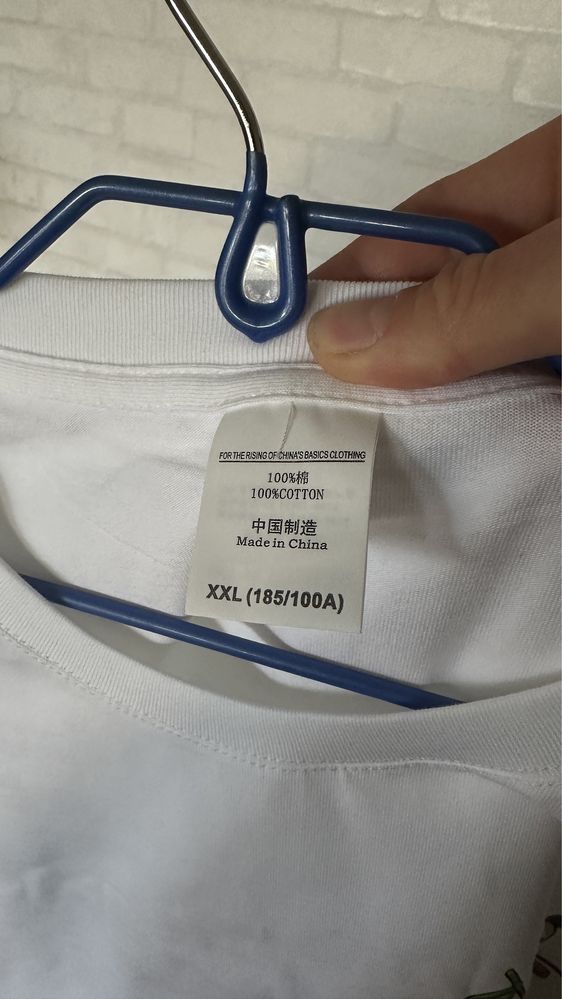 FOR THE RISING OF CHINA'S BASICS CLOTHING
100%棉
100%COTTON
中国制造
Made in China
XXL (185/100A)